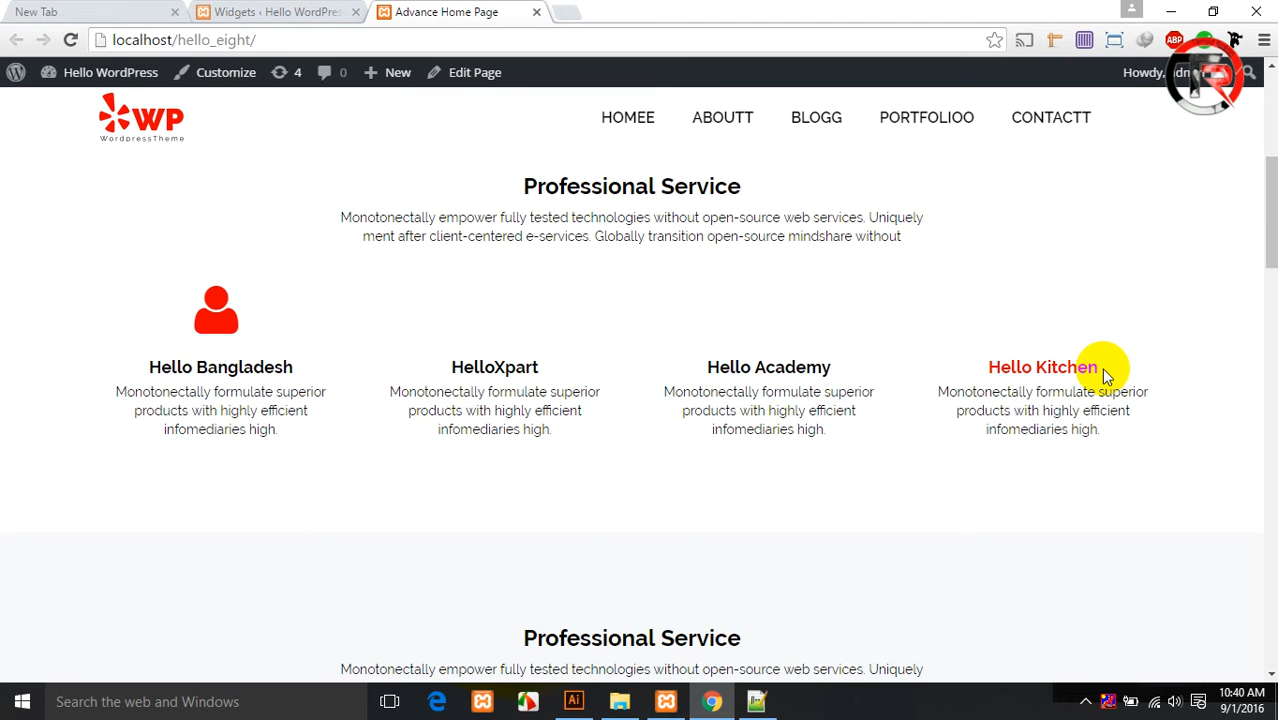 New Tab
Widgets ‹ Hello WordPres
Advance Home Page
localhost/hello_eight/
ABP
Hello WordPress
Customize
4
0
New
Edit Page
Howdy,
WP
WordpressTheme
HOMEE
ABOUTT
BLOGG
PORTFOLIOO
CONTACTT
Professional Service
Monotonectally empower fully tested technologies without open-source web services. Uniquely
ment after client-centered e-services. Globally transition open-source mindshare without
Hello Bangladesh
Monotonectally formulate superior
products with highly efficient
infomediaries high.
HelloXpart
Monotonectally formulate superior
products with highly efficient
infomediaries high.
Hello Academy
Monotonectally formulate superior
products with highly efficient
infomediaries high.
Hello Kitchen
Monotonectally formulate superior
products with highly efficient
infomediaries high.
Professional Service
Monotonectally empower fully tested technologies without open-source web services. Uniquely
Search the web and Windows
Ai
10:40 AM
9/1/2016